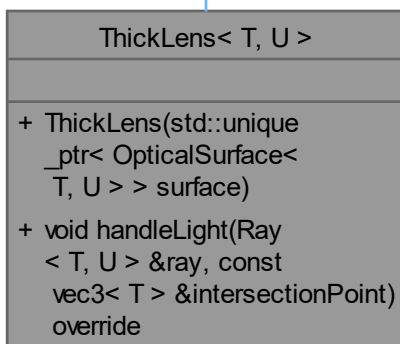 ThickLens< T, U >
+ ThickLens(std::unique
_ptr< OpticalSurface<
T, U > > surface)
+ void handleLight(Ray
< T, U > &ray, const
vec3< T > &intersectionPoint)
override